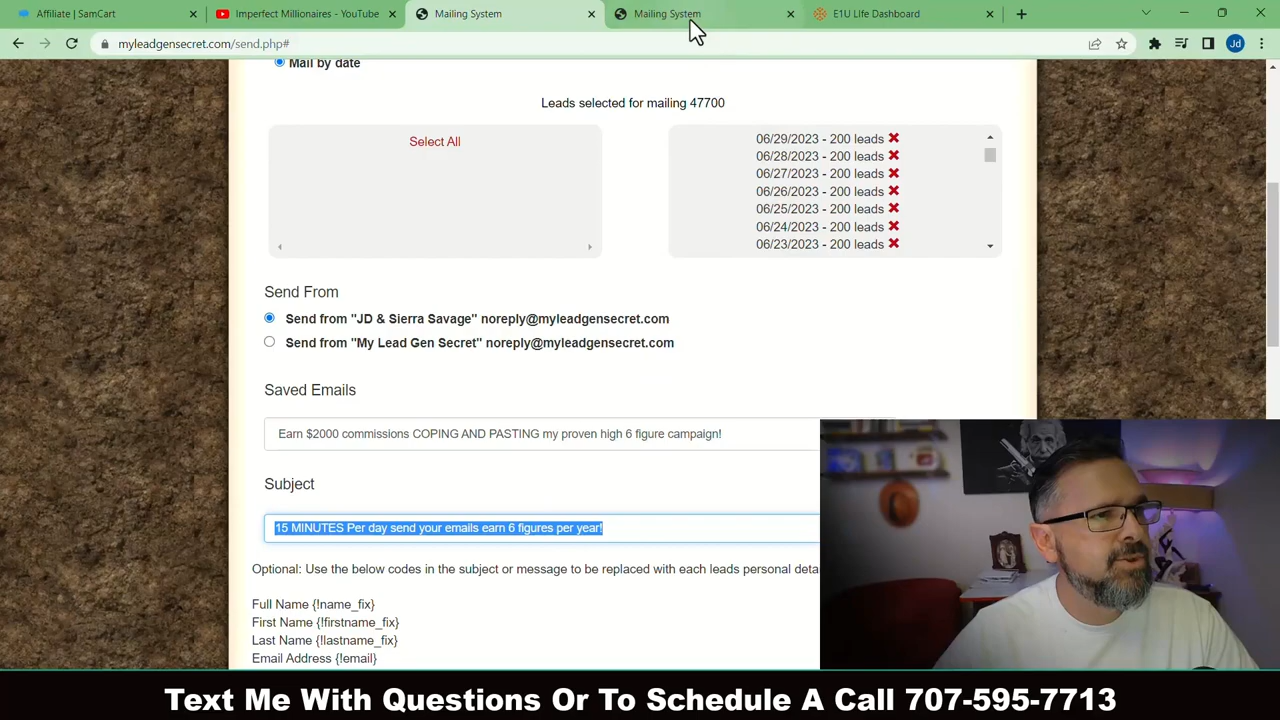 Affiliate | SamCart
Imperfect Millionaires - YouTube
Mailing System
Mailing System
E1U Life Dashboard
myleadgensecret.com/send.php#
Jd
Mail by date
Leads selected for mailing 47700
Select All
06/29/2023 - 200 leads
06/28/2023 - 200 leads
06/27/2023 - 200 leads
06/26/2023 - 200 leads
06/25/2023 - 200 leads
06/24/2023 - 200 leads
06/23/2023 - 200 leads
Send From
Send from "JD & Sierra Savage" noreply@myleadgensecret.com
Send from "My Lead Gen Secret" noreply@myleadgensecret.com
Saved Emails
Earn $2000 commissions COPING AND PASTING my proven high 6 figure campaign!
Subject
15 MINUTES Per day send your emails earn 6 figures per year!
Optional: Use the below codes in the subject or message to be replaced with each leads personal deta
Full Name {!name_fix}
First Name {!firstname_fix}
Last Name {!lastname_fix}
Email Address {!email}
Text Me With Questions Or To Schedule A Call 707-595-7713